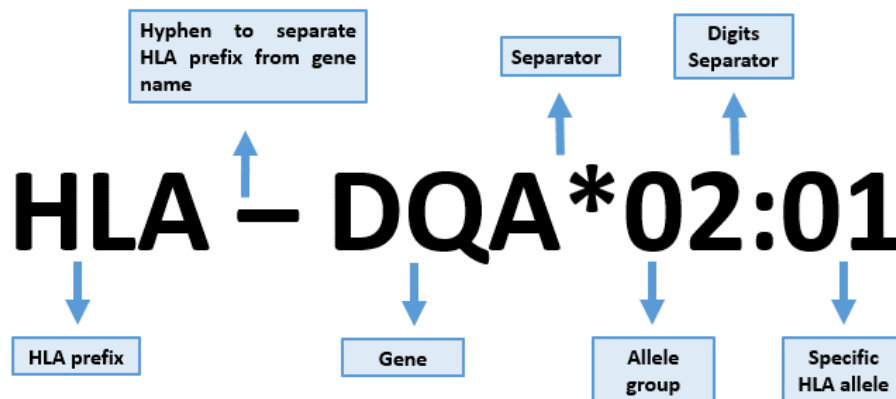 Hyphen to separate
HLA prefix from gene
name
Separator
Digits
Separator
HLA – DQA*02:01
HLA prefix
Gene
Allele
group
Specific
HLA allele